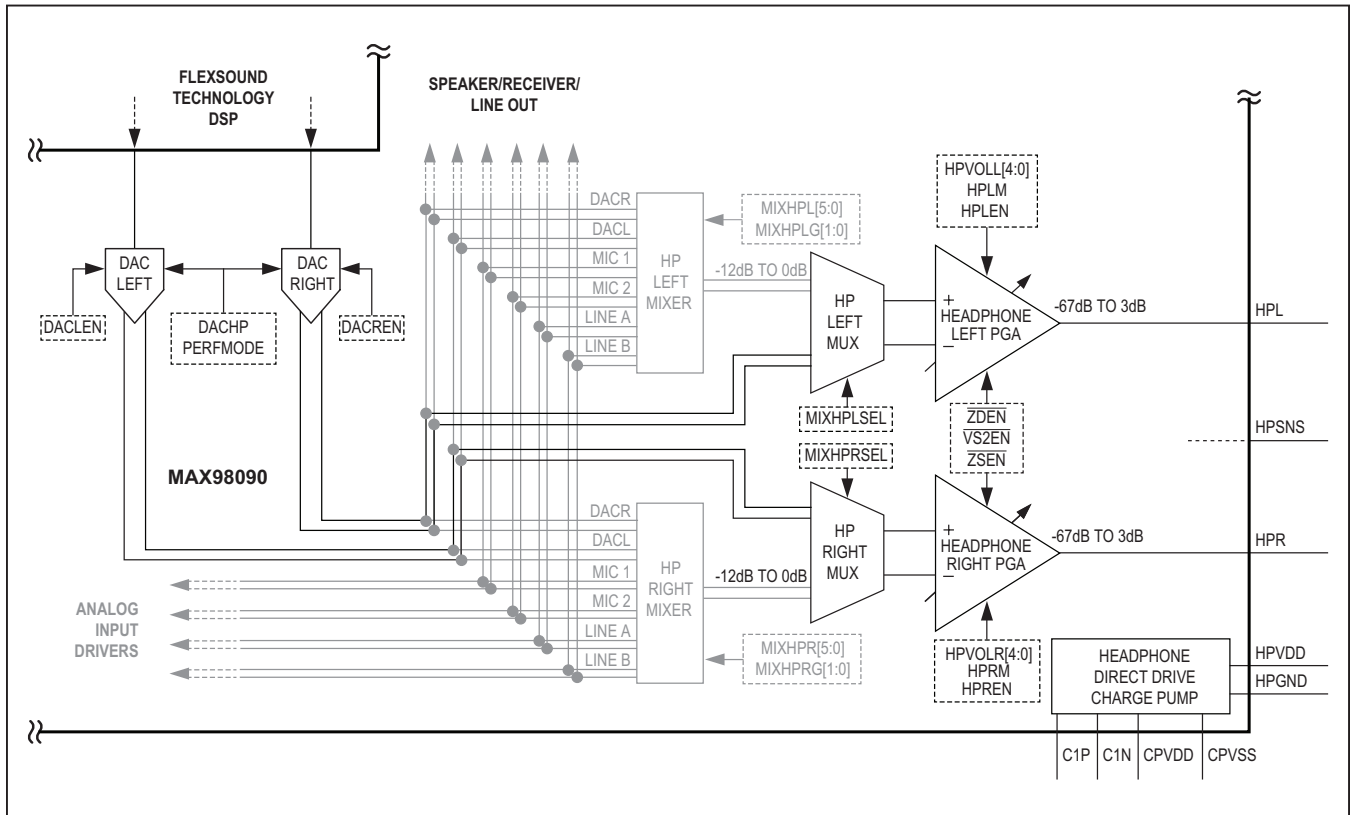 FLEXSOUND
TECHNOLOGY
DSP
SPEAKER/RECEIVER/
LINE OUT
DAC
LEFT
DAC
RIGHT
DACLEN
DACHP
PERFMODE
DACREN
DACR
DACL
MIC 1
MIC 2
LINE A
LINE B
HP
LEFT
MIXER
MIXHPL[5:0]
MIXHPLG[1:0]
-12dB TO 0dB
HP
LEFT
MUX
MIXHPLSEL
HPVOLL[4:0]
HPLM
HPLEN
+
HEADPHONE
LEFT PGA
−
-67dB TO 3dB
HPL
ZDEN
VS2EN
ZSEN
HPSNS
MAX98090
MIXHPRSEL
DACR
DACL
MIC 1
MIC 2
LINE A
LINE B
HP
RIGHT
MIXER
-12dB TO 0dB
MIXHPR[5:0]
MIXHPRG[1:0]
HP
RIGHT
MUX
+
HEADPHONE
RIGHT PGA
−
-67dB TO 3dB
HPR
HPVOLR[4:0]
HPRM
HPREN
ANALOG
INPUT
DRIVERS
HEADPHONE
DIRECT DRIVE
CHARGE PUMP
HPVDD
HPGND
C1P
C1N
CPVDD
CPVSS